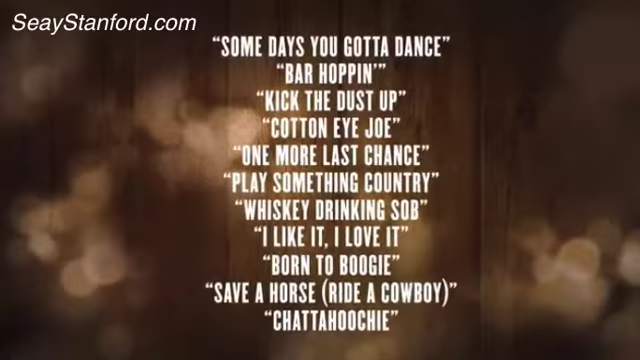 SeayStanford.com
“SOME DAYS YOU GOTTA DANCE”
“BAR HOPPIN’”
“KICK THE DUST UP”
“COTTON EYE JOE”
“ONE MORE LAST CHANCE”
“PLAY SOMETHING COUNTRY”
“WHISKEY DRINKING SOB”
“I LIKE IT, I LOVE IT”
“BORN TO BOOGIE”
“SAVE A HORSE (RIDE A COWBOY)”
“CHATTAHOOCHIE”